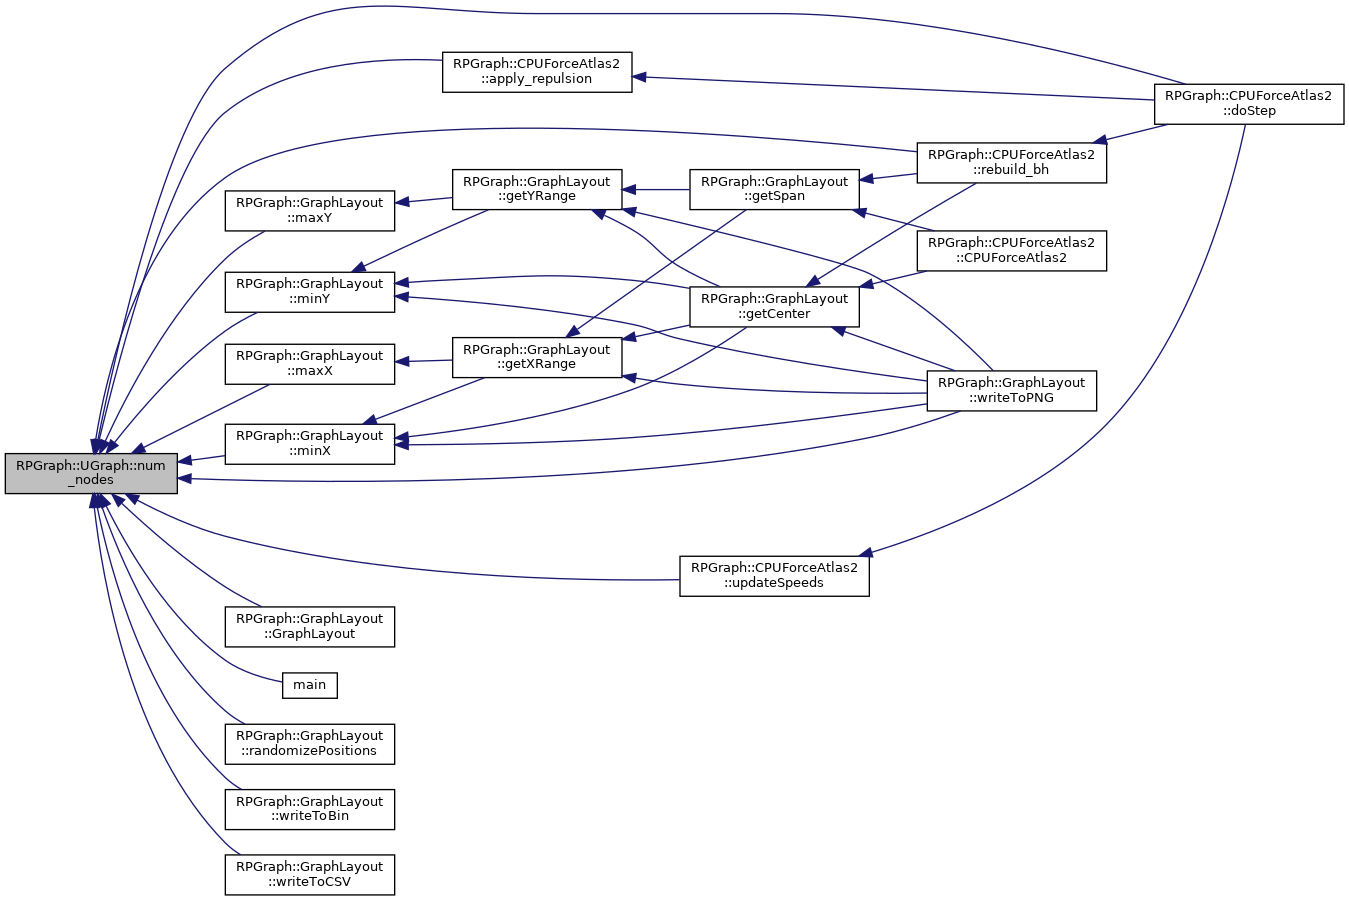 RPGraph::CPUForceAtlas2
::apply_repulsion
RPGraph::CPUForceAtlas2
::doStep
RPGraph::CPUForceAtlas2
::rebuild_bh
RPGraph::GraphLayout
::getYRange
RPGraph::GraphLayout
::getSpan
RPGraph::GraphLayout
::maxY
RPGraph::CPUForceAtlas2
::CPUForceAtlas2
RPGraph::GraphLayout
::minY
RPGraph::GraphLayout
::getCenter
RPGraph::GraphLayout
::maxX
RPGraph::GraphLayout
::getXRange
RPGraph::GraphLayout
::writeToPNG
RPGraph::GraphLayout
::minX
RPGraph::UGraph::num
_nodes
RPGraph::CPUForceAtlas2
::updateSpeeds
RPGraph::GraphLayout
::GraphLayout
main
RPGraph::GraphLayout
::randomizePositions
RPGraph::GraphLayout
::writeToBin
RPGraph::GraphLayout
::writeToCSV